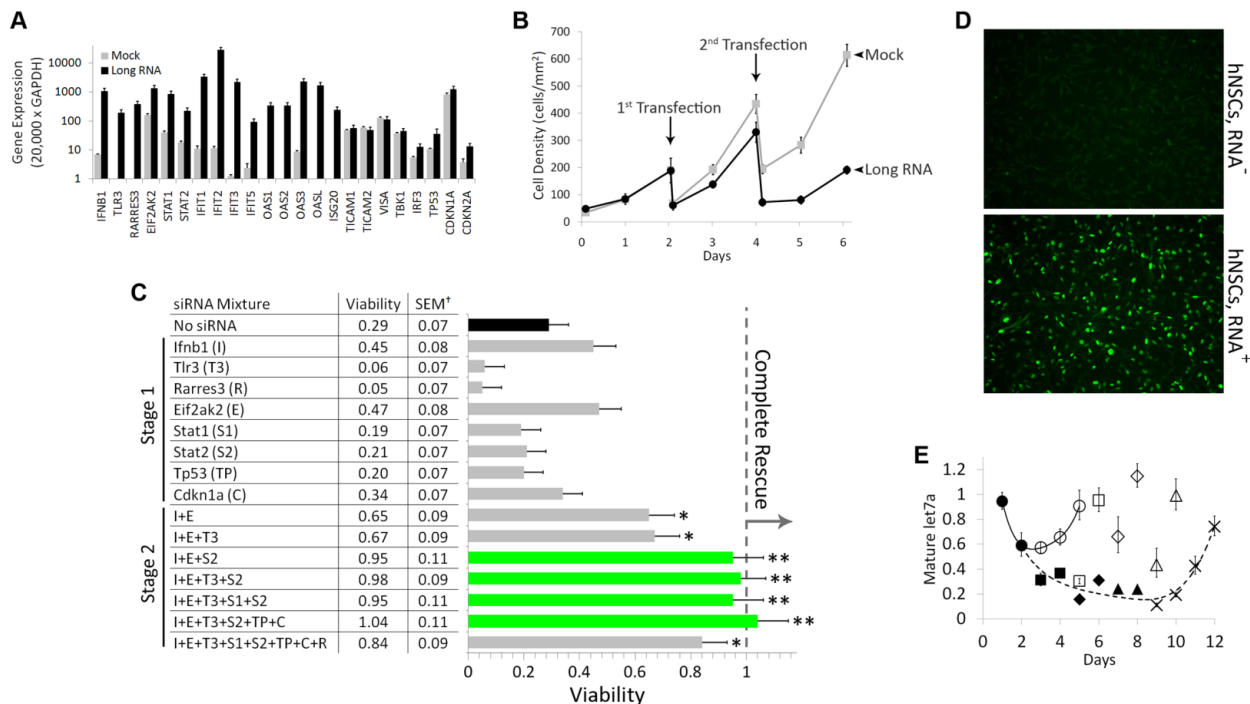 A
Gene Expression
(20,000 x GAPDH)
10000
1000
100
10
1
Mock
Long RNA
IFNB1
TLR3
RARRES3
EIF2AK2
STAT1
STAT2
IFIT1
IFIT2
IFIT3
IFIT5
OAS1
OAS2
OAS3
OASL
ISG20
TICAM1
TICAM2
VISA
TBK1
IRF3
TP53
CDKN1A
CDKN2A
B
Cell Density (cells/mm²)
700
600
500
400
300
200
100
0
1st Transfection
2nd Transfection
Mock
Long RNA
0 1 2 3 4 5 6
Days
C
siRNA Mixture Viability SEM†
No siRNA 0.29 0.07
Stage 1
Ifnb1 (I) 0.45 0.08
Tlr3 (T3) 0.06 0.07
Rarres3 (R) 0.05 0.07
Eif2ak2 (E) 0.47 0.08
Stat1 (S1) 0.19 0.07
Stat2 (S2) 0.21 0.07
Tp53 (TP) 0.20 0.07
Cdkn1a (C) 0.34 0.07
Stage 2
I+E 0.65 0.09 *
I+E+T3 0.67 0.09 *
I+E+S2 0.95 0.11 **
I+E+T3+S2 0.98 0.09 **
I+E+T3+S1+S2 0.95 0.11 **
I+E+T3+S2+TP+C 1.04 0.11 **
I+E+T3+S1+S2+TP+C+R 0.84 0.09 *
Complete Rescue
0 0.2 0.4 0.6 0.8 1
Viability
D
hNSCs, RNA-
hNSCs, RNA+
E
Mature let7a
1.2
1
0.8
0.6
0.4
0.2
0
0 2 4 6 8 10 12
Days